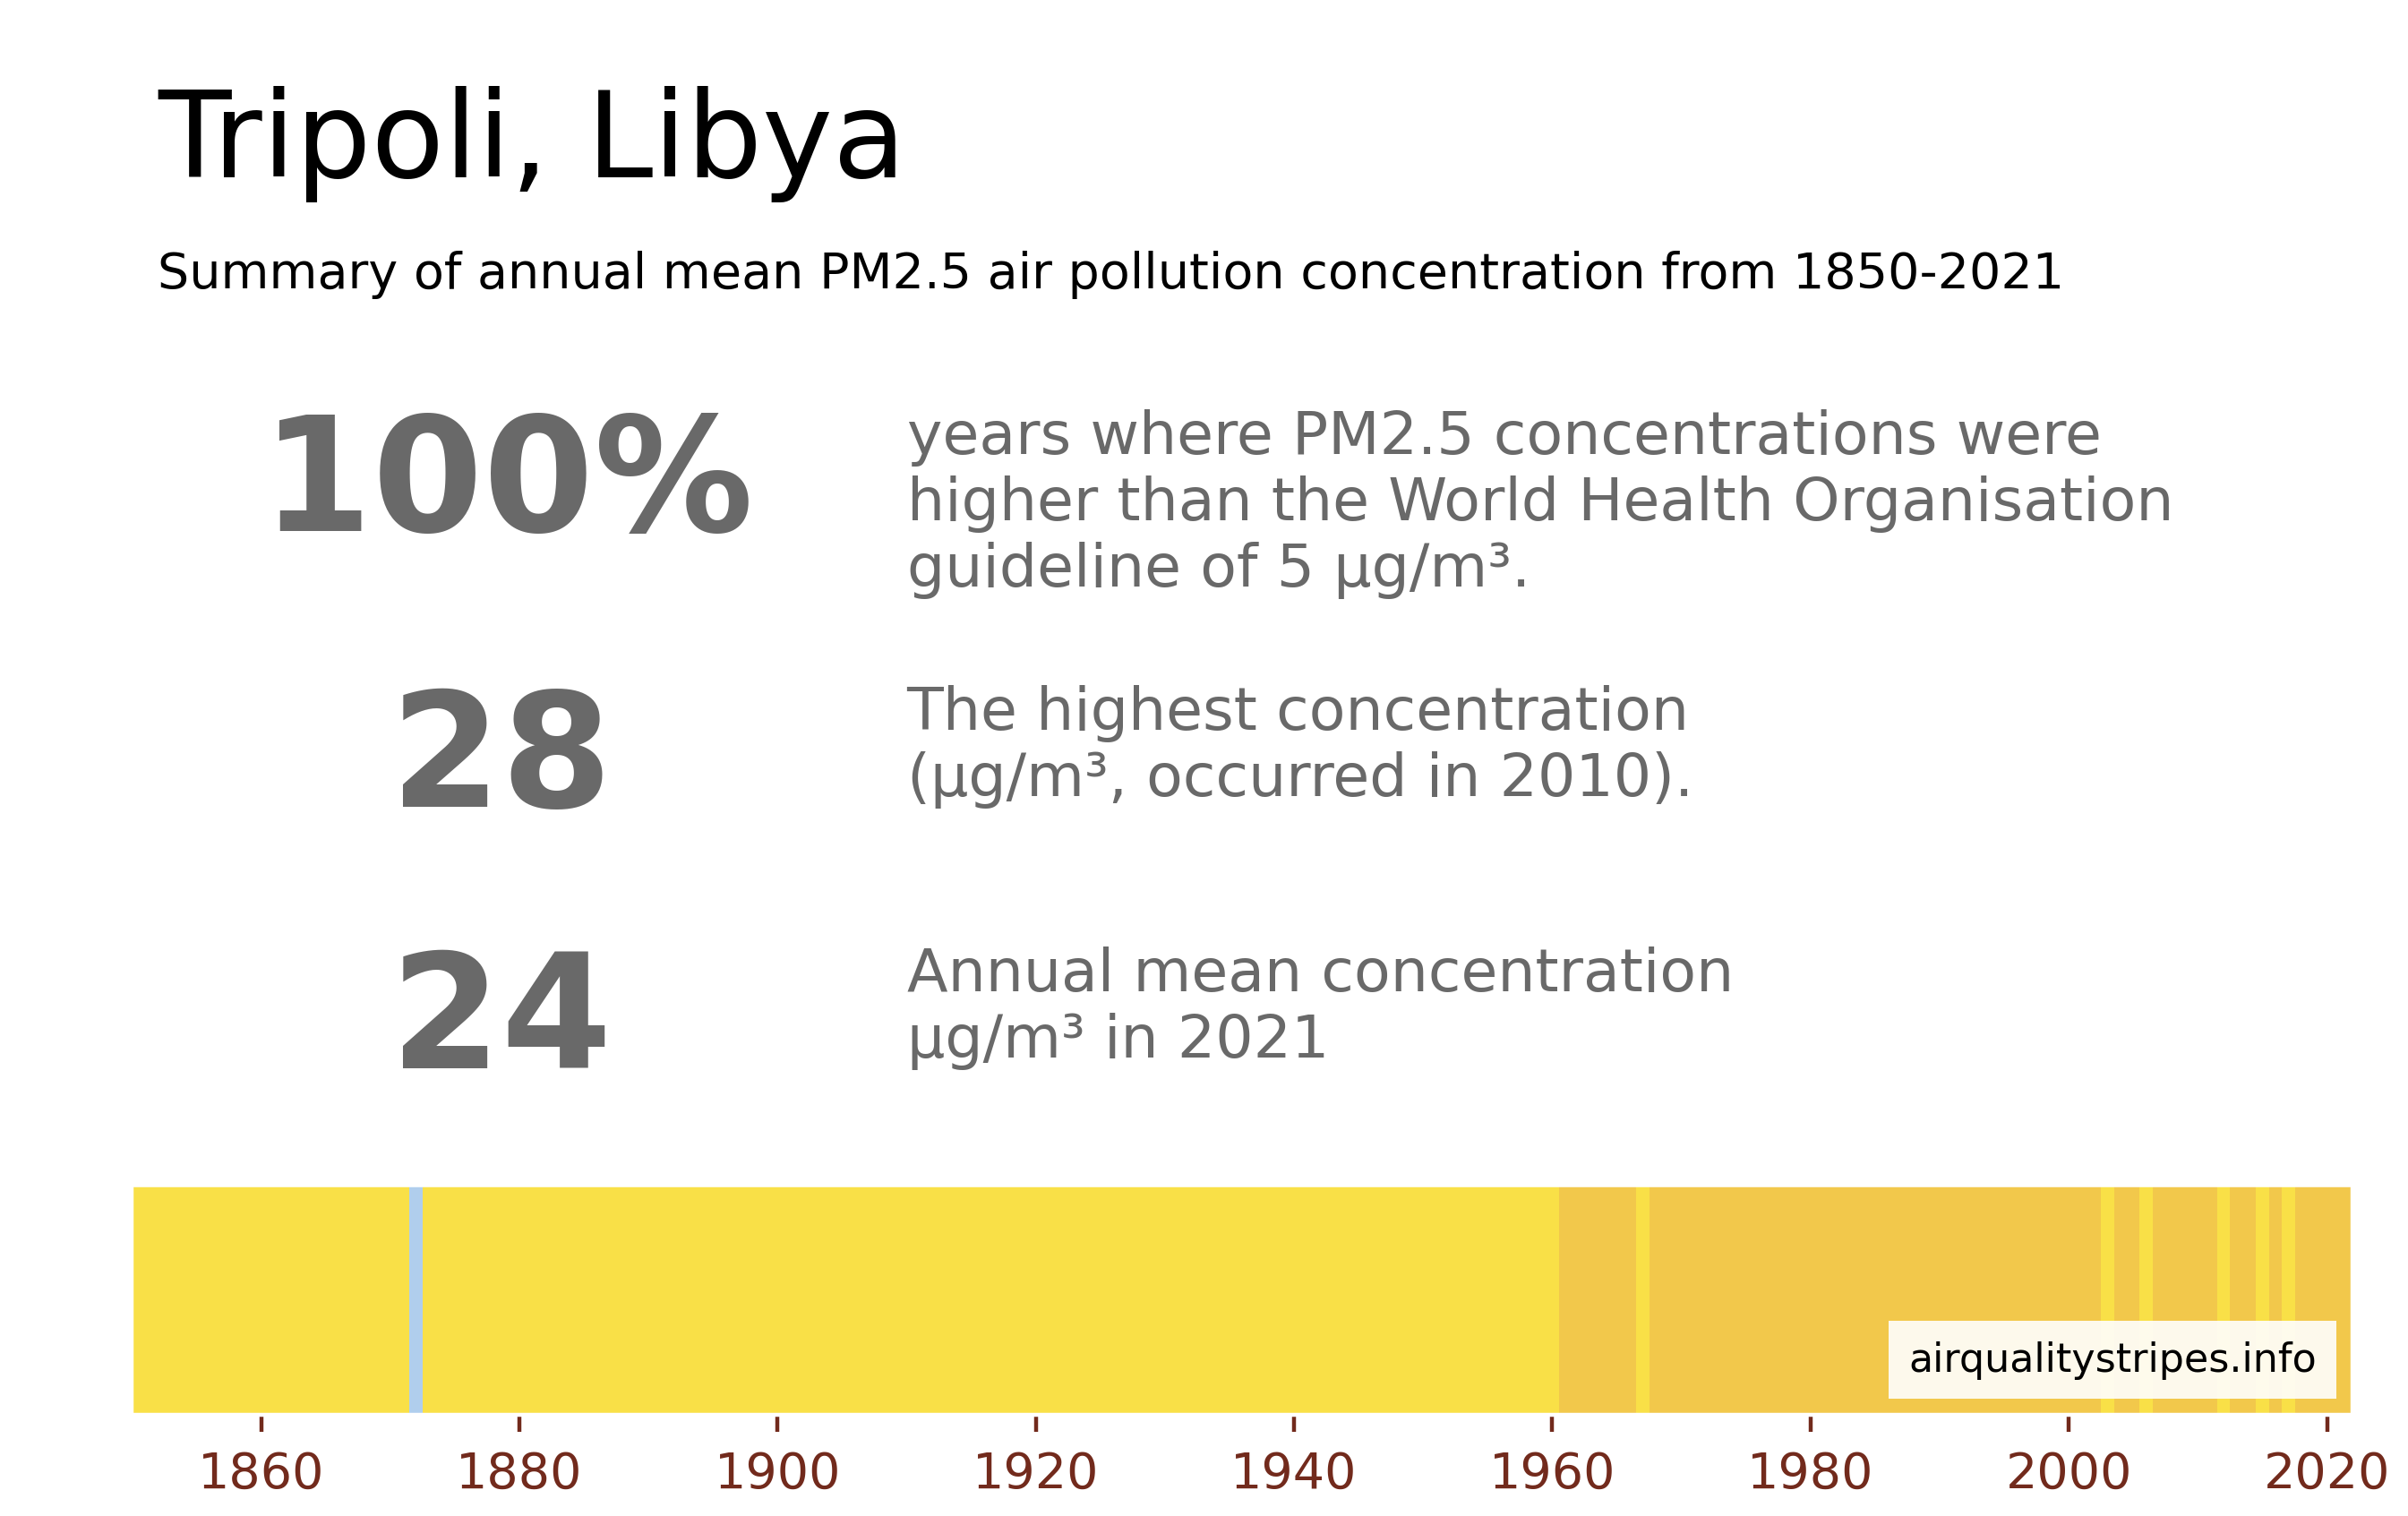 Tripoli, Libya
Summary of annual mean PM2.5 air pollution concentration from 1850-2021
100%
years where PM2.5 concentrations were
higher than the World Health Organisation
guideline of 5 µg/m³.
28
The highest concentration
(µg/m³, occurred in 2010).
24
Annual mean concentration
µg/m³ in 2021
airqualitystripes.info
1860 1880 1900 1920 1940 1960 1980 2000 2020